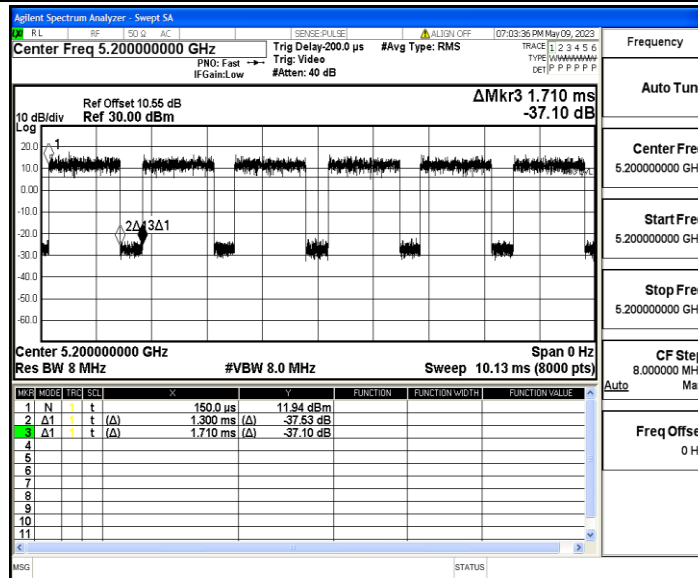 Agilent Spectrum Analyzer - Swept SA
RL RF 50 Ω AC SENSE:PULSE ALIGN OFF 07:03:36 PM May 09, 2023
Center Freq 5.200000000 GHz
PNO: Fast
IFGain:Low
Trig Delay-200.0 µs
Trig: Video
#Atten: 40 dB
#Avg Type: RMS
TRACE 1 2 3 4 5 6
TYPE
DET P P P P P P
Ref Offset 10.55 dB
10 dB/div Ref 30.00 dBm
ΔMkr3 1.710 ms
-37.10 dB
Log
20.0
10.0
0.00
-10.0
-20.0
-30.0
-40.0
-50.0
-60.0
1
2Δ1 3Δ1
Center 5.200000000 GHz Span 0 Hz
Res BW 8 MHz #VBW 8.0 MHz Sweep 10.13 ms (8000 pts)
MKR MODE TRC SCL X Y FUNCTION FUNCTION WIDTH FUNCTION VALUE
1 N 1 t 150.0 µs 11.94 dBm
2 Δ1 1 t (Δ) 1.300 ms (Δ) -37.53 dB
3 Δ1 1 t (Δ) 1.710 ms (Δ) -37.10 dB
4
5
6
7
8
9
10
11
MSG STATUS
Frequency
Auto Tun
Center Fre
5.200000000 GH
Start Fre
5.200000000 GH
Stop Fre
5.200000000 GH
CF Step
8.000000 MH
Auto Ma
Freq Offse
0 H